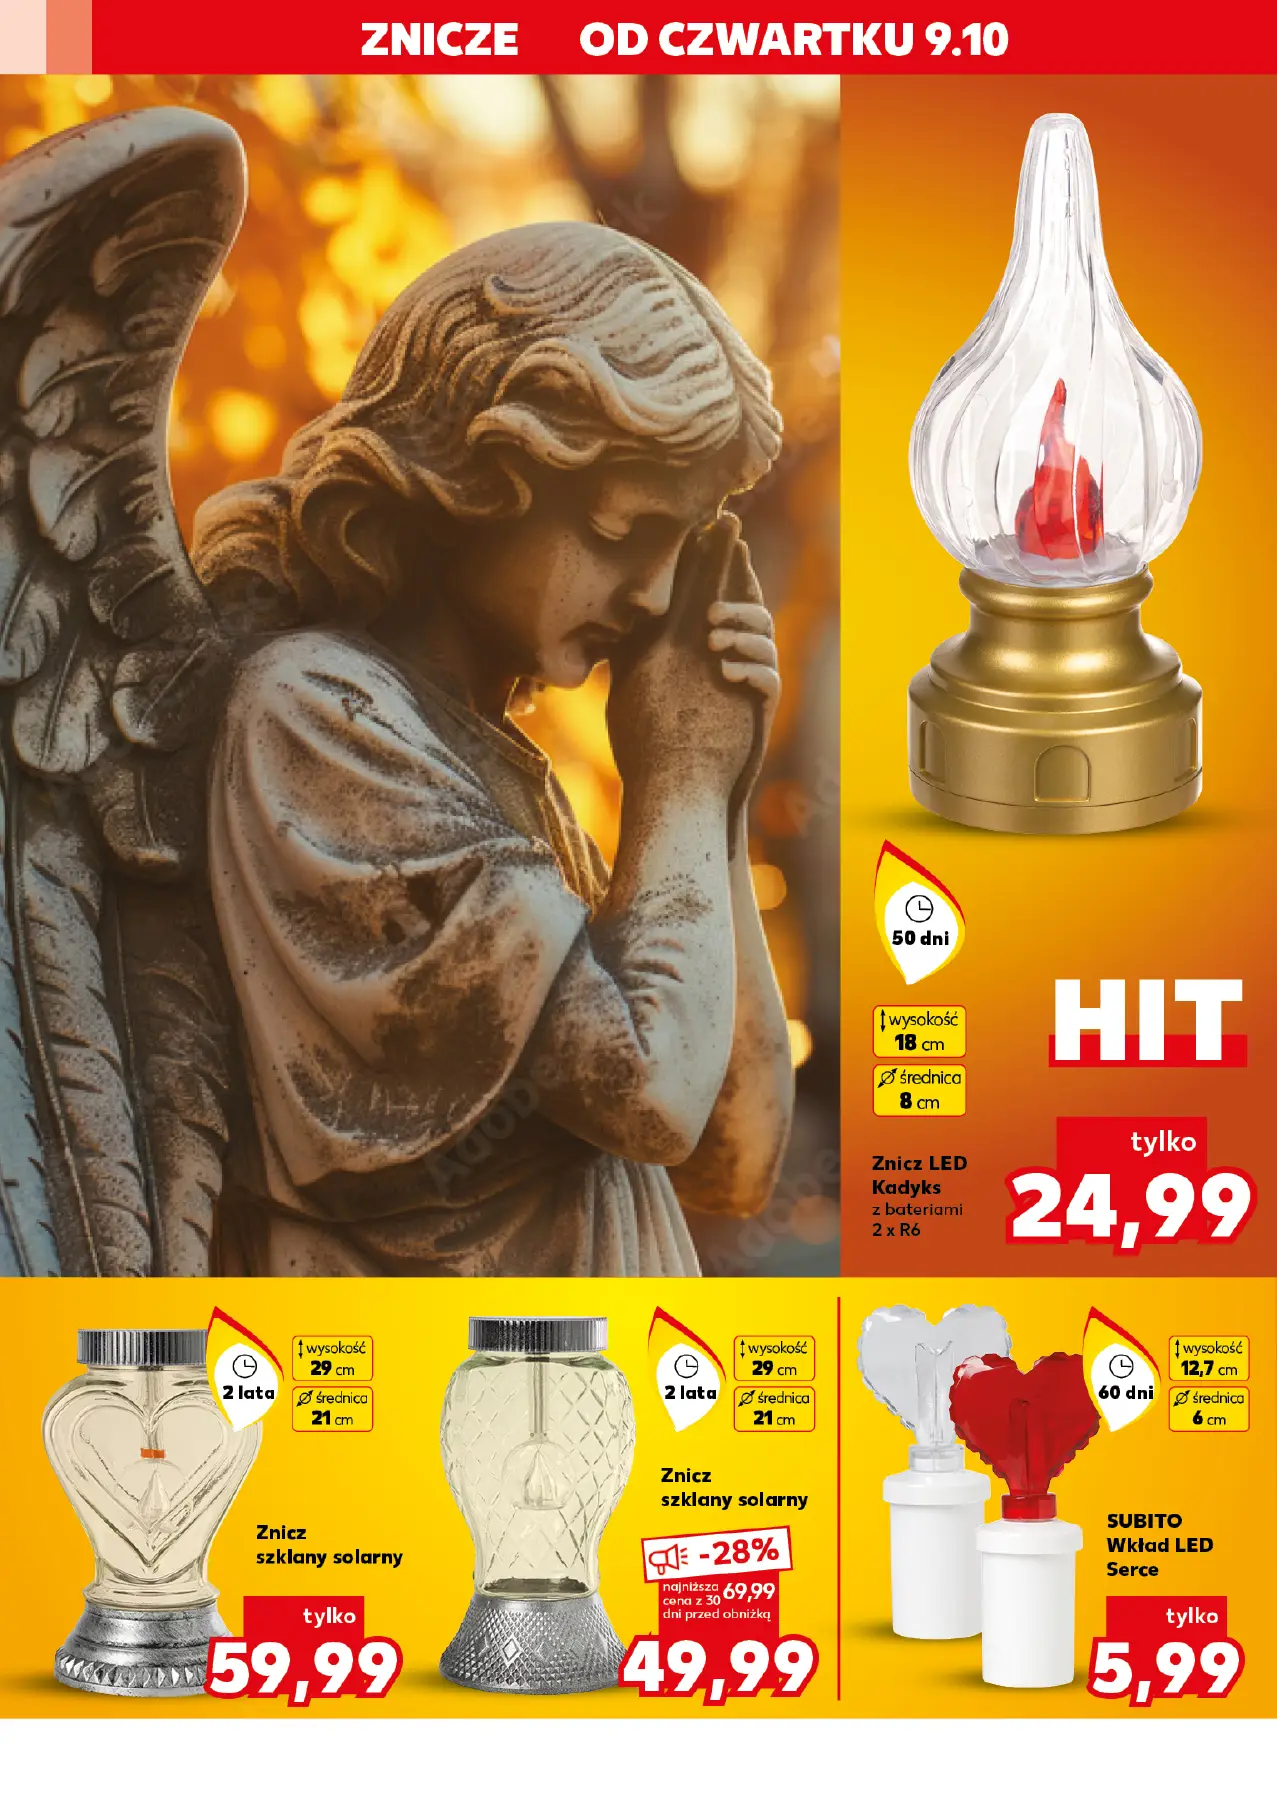 ZNICZE OD CZWARTKU 9.10
50 dni
wysokość
18 cm
średnica
8 cm
HIT
Znicz LED
Kadyks
z bateriami
2 x R6
tylko
24,99
2 lata
wysokość
29 cm
średnica
21 cm
Znicz
szklany solarny
tylko
59,99
2 lata
wysokość
29 cm
średnica
21 cm
Znicz
szklany solarny
-28%
najniższa
cena z 30
dni przed obniżką
69,99
49,99
60 dni
wysokość
12,7 cm
średnica
6 cm
SUBITO
Wkład LED
Serce
tylko
5,99